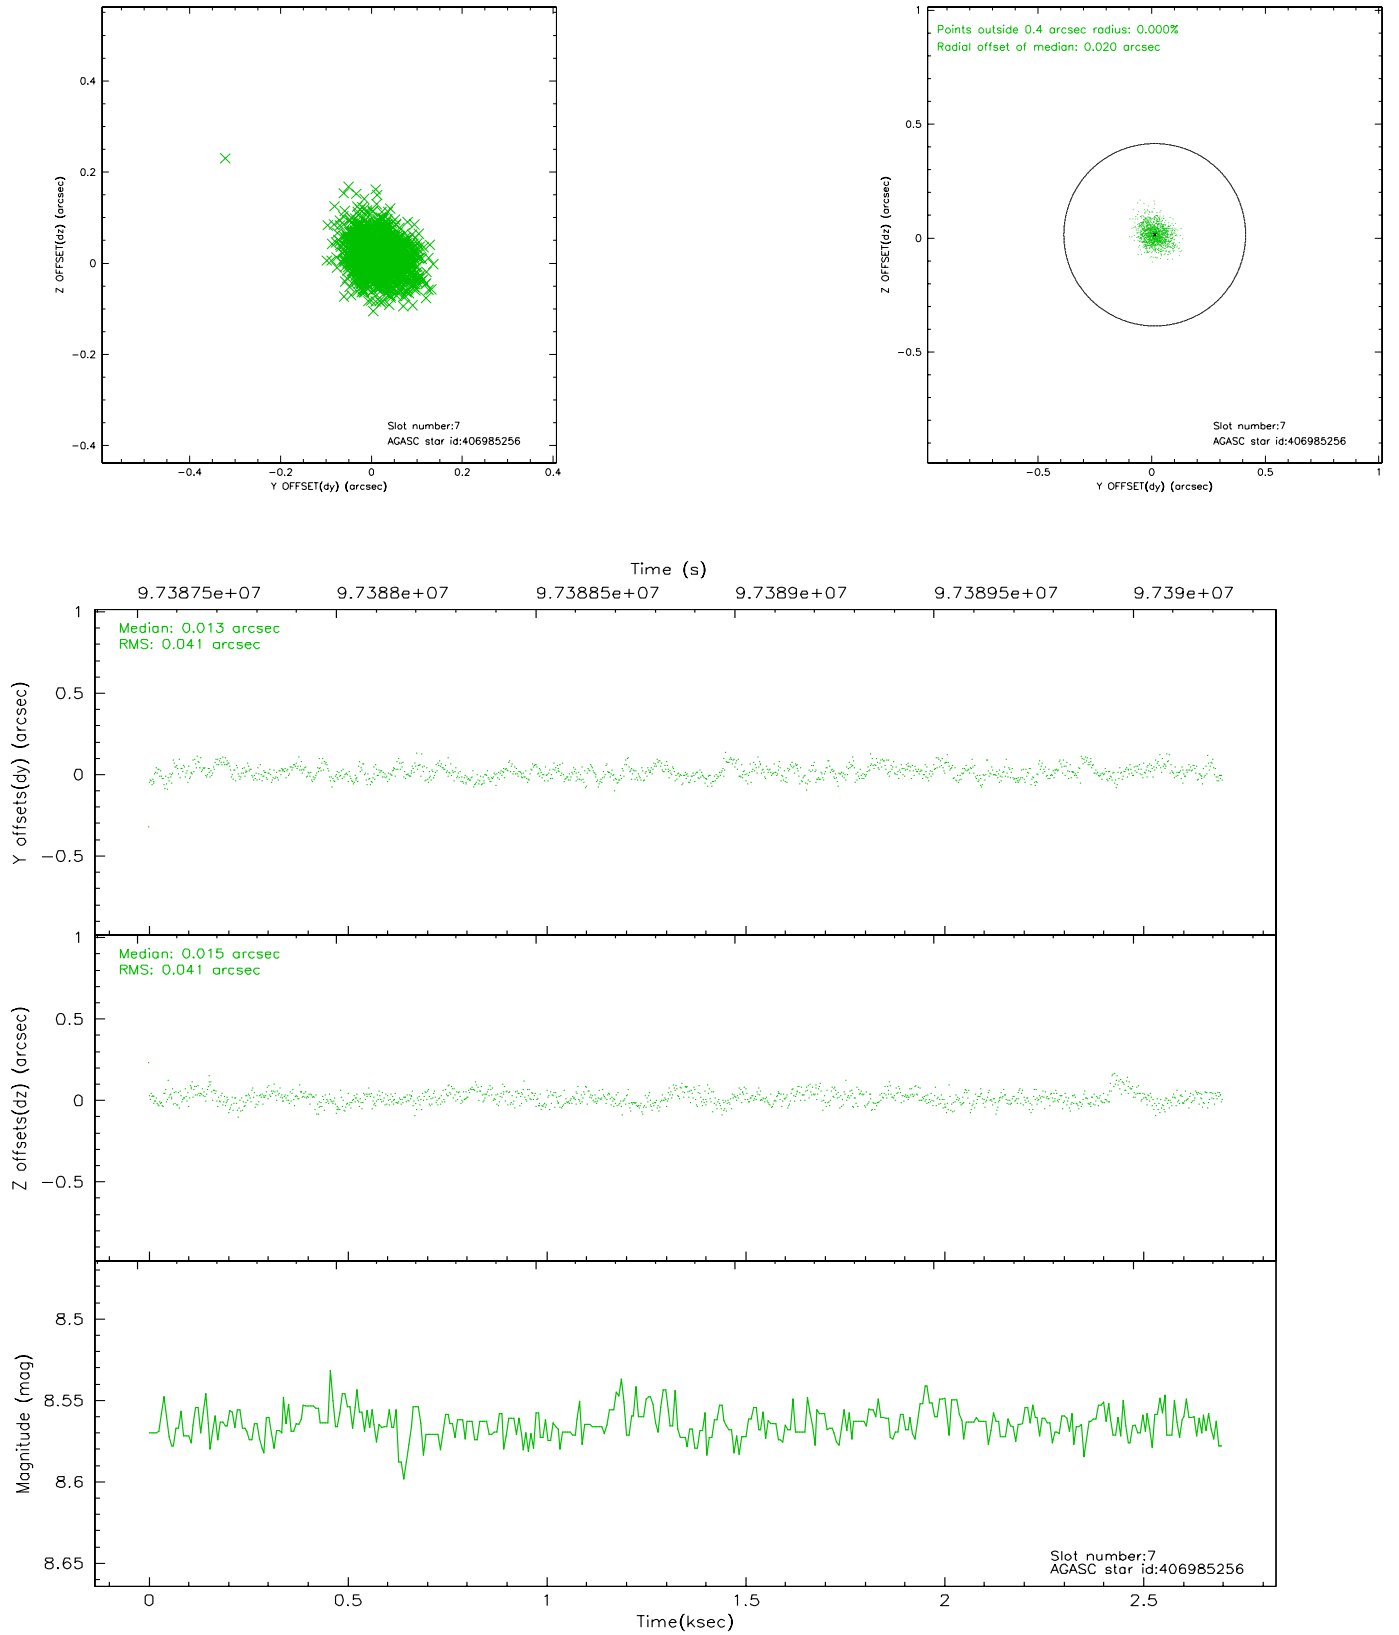 0.4
0.2
0
−0.2
−0.4
Z OFFSET(dz) (arcsec)
Slot number:7
AGASC star id:406985256
−0.4 −0.2 0 0.2 0.4
Y OFFSET(dy) (arcsec)
Points outside 0.4 arcsec radius: 0.000%
Radial offset of median: 0.020 arcsec
1
0.5
0
−0.5
Z OFFSET(dz) (arcsec)
Slot number:7
AGASC star id:406985256
−0.5 0 0.5 1
Y OFFSET(dy) (arcsec)
Time (s)
9.73875e+07 9.7388e+07 9.73885e+07 9.7389e+07 9.73895e+07 9.739e+07
Median: 0.013 arcsec
RMS: 0.041 arcsec
1
0.5
0
−0.5
Y offsets(dy) (arcsec)
Median: 0.015 arcsec
RMS: 0.041 arcsec
1
0.5
0
−0.5
Z offsets(dz) (arcsec)
8.5
8.55
8.6
8.65
Magnitude (mag)
Slot number:7
AGASC star id:406985256
0 0.5 1 1.5 2 2.5
Time(ksec)